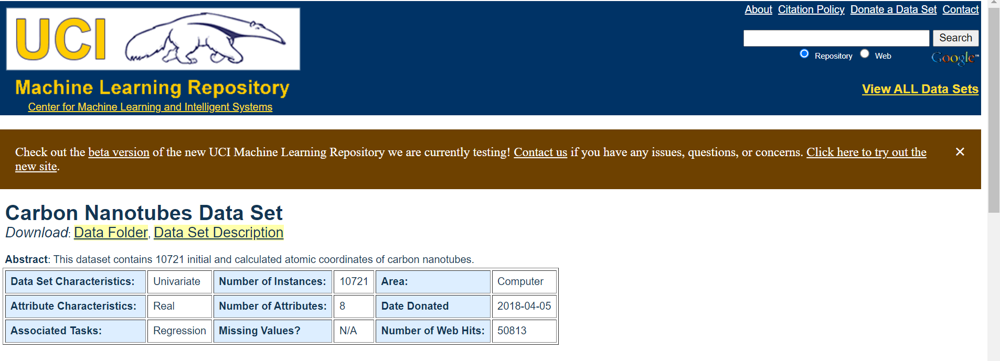 UCI
Machine Learning Repository
Center for Machine Learning and Intelligent Systems
About Citation Policy Donate a Data Set Contact
Search
Repository Web Google™
View ALL Data Sets
Check out the beta version of the new UCI Machine Learning Repository we are currently testing! Contact us if you have any issues, questions, or concerns. Click here to try out the
new site.
×
Carbon Nanotubes Data Set
Download: Data Folder, Data Set Description
Abstract: This dataset contains 10721 initial and calculated atomic coordinates of carbon nanotubes.
Data Set Characteristics: Univariate Number of Instances: 10721 Area: Computer
Attribute Characteristics: Real Number of Attributes: 8 Date Donated 2018-04-05
Associated Tasks: Regression Missing Values? N/A Number of Web Hits: 50813